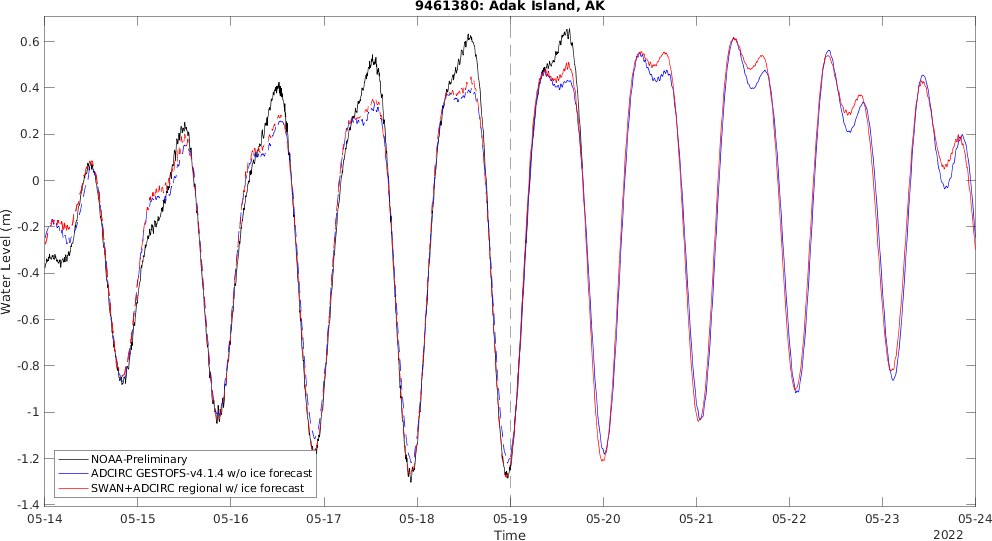 9461380: Adak Island, AK
Water Level (m)
0.6
0.4
0.2
0
-0.2
-0.4
-0.6
-0.8
-1
-1.2
-1.4
NOAA-Preliminary
ADCIRC GESTOFS-v4.1.4 w/o ice forecast
SWAN+ADCIRC regional w/ ice forecast
05-14 05-15 05-16 05-17 05-18 05-19 05-20 05-21 05-22 05-23 05-24
Time
2022